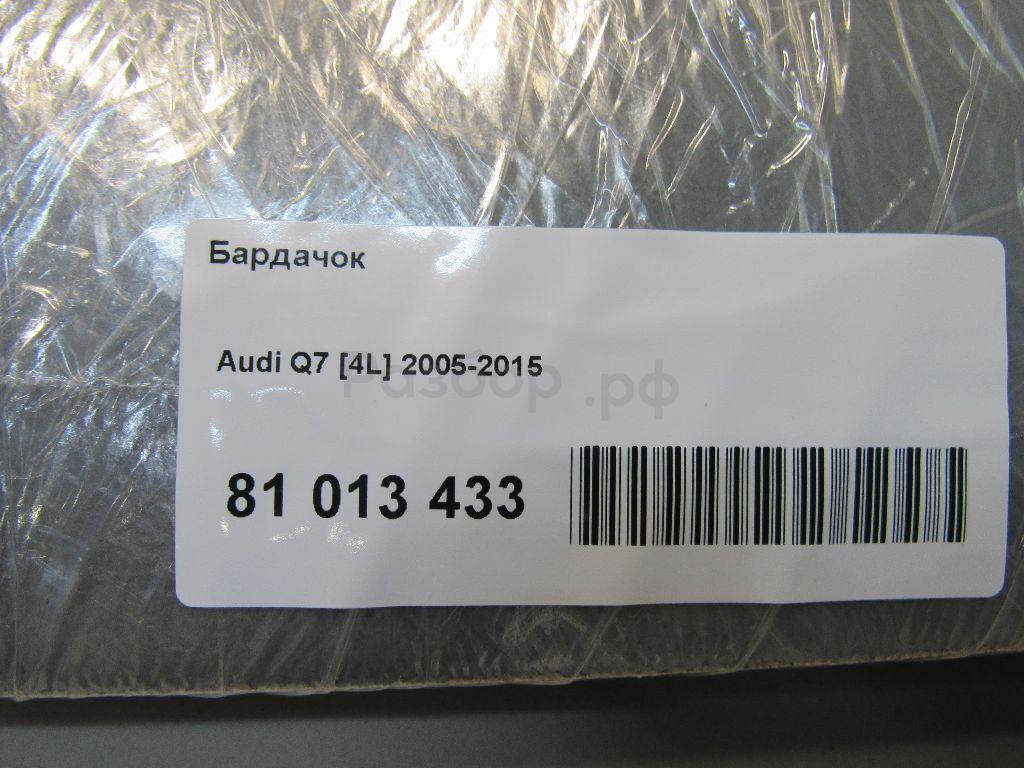 Бардачок
Audi Q7 [4L] 2005-2015
Разбор.рф
81 013 433